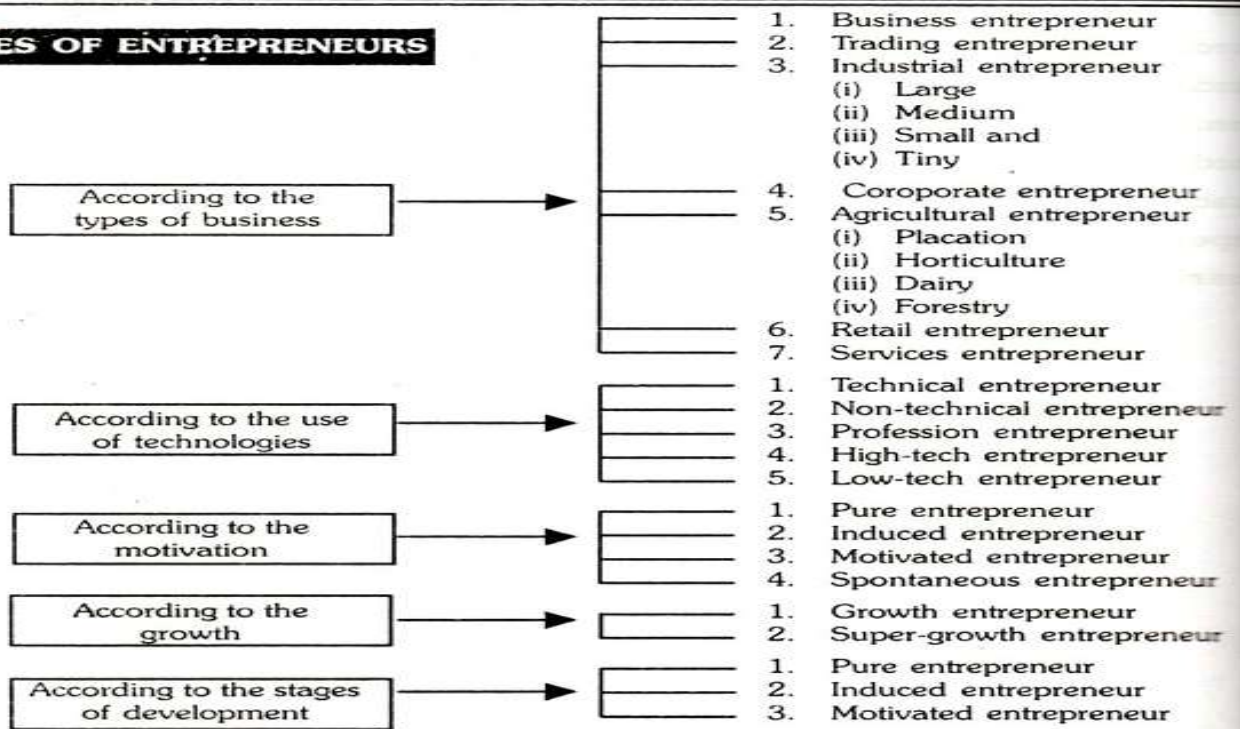 ES OF ENTREPRENEURS
According to the
types of business
1. Business entrepreneur
2. Trading entrepreneur
3. Industrial entrepreneur
(i) Large
(ii) Medium
(iii) Small and
(iv) Tiny
4. Coroporate entrepreneur
5. Agricultural entrepreneur
(i) Placation
(ii) Horticulture
(iii) Dairy
(iv) Forestry
6. Retail entrepreneur
7. Services entrepreneur
According to the use
of technologies
1. Technical entrepreneur
2. Non-technical entrepreneur
3. Profession entrepreneur
4. High-tech entrepreneur
5. Low-tech entrepreneur
According to the
motivation
1. Pure entrepreneur
2. Induced entrepreneur
3. Motivated entrepreneur
4. Spontaneous entrepreneur
According to the
growth
1. Growth entrepreneur
2. Super-growth entrepreneur
According to the stages
of development
1. Pure entrepreneur
2. Induced entrepreneur
3. Motivated entrepreneur